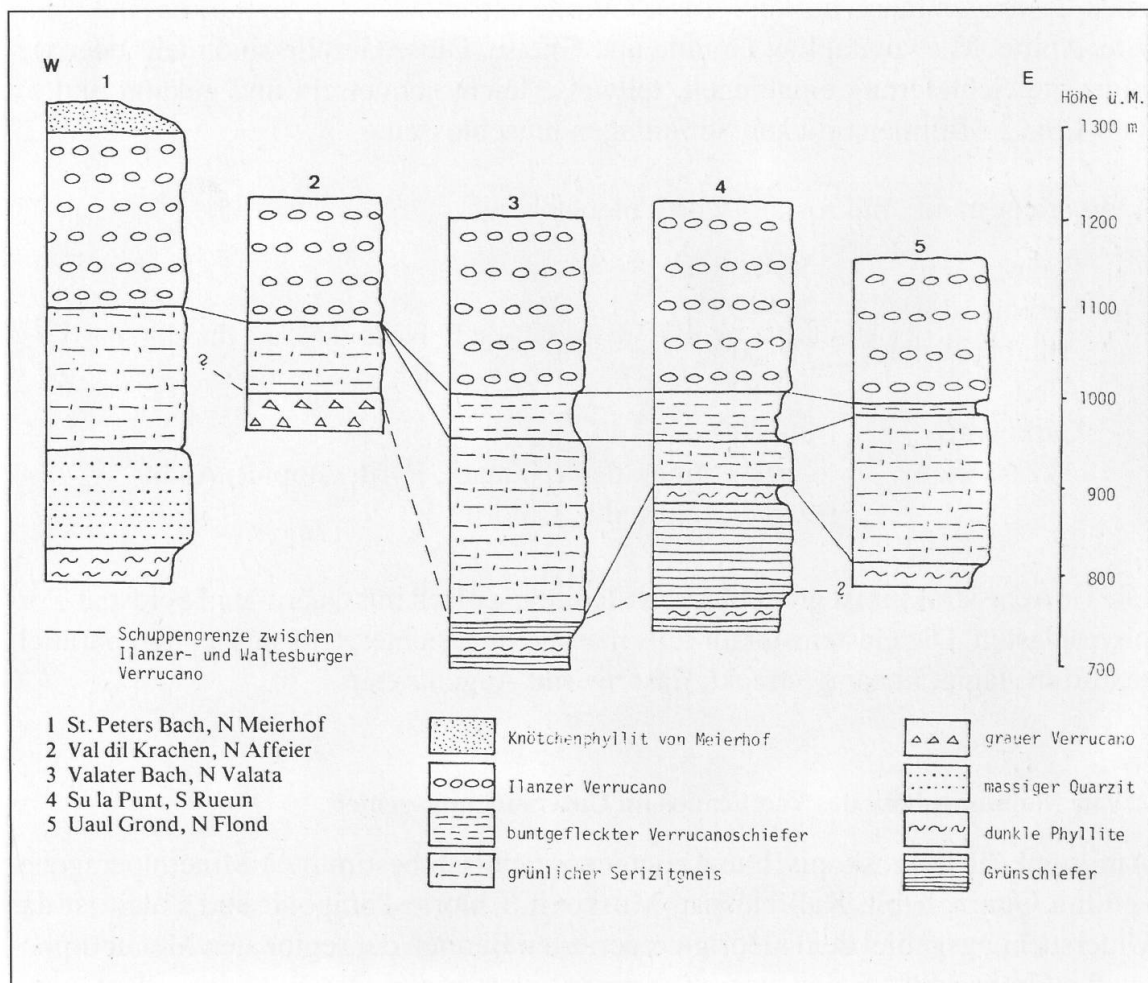 W
E
1
2
3
4
5
Höhe ü.M.
1300 m
1200
1100
1000
900
800
700
?
?
Schuppengrenze zwischen
Ilanzer- und Waltesburger
Verrucano
1 St. Peters Bach, N Meierhof
2 Val dil Krachen, N Affeier
3 Valater Bach, N Valata
4 Su la Punt, S Rueun
5 Uaul Grond, N Flond
Knötchenphyllit von Meierhof
Ilanzer Verrucano
buntgefleckter Verrucanoschiefer
grünlicher Serizitgneis
grauer Verrucano
massiger Quarzit
dunkle Phyllite
Grünschiefer